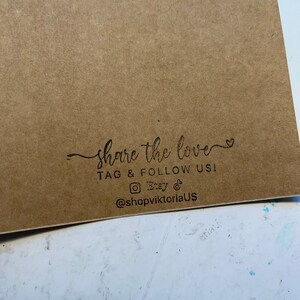 share the love
TAG & FOLLOW US!
@shopviktoriaUS